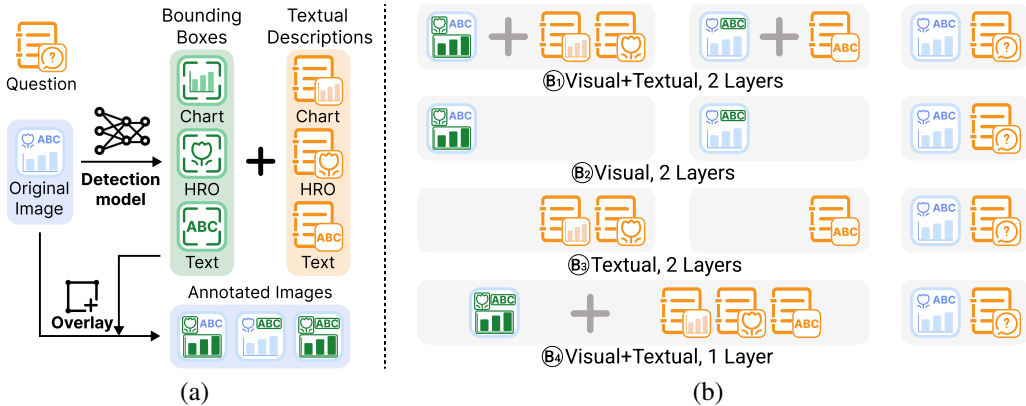 Question
Original
Image
ABC
Detection
model
Overlay
Bounding
Boxes
Chart
HRO
ABC
Text
Textual
Descriptions
Chart
HRO
ABC
Text
Annotated Images
ABC
ABC
ABC
(a)
ABC
ABC
ABC
ABC
B1 Visual+Textual, 2 Layers
ABC
ABC
ABC
B2 Visual, 2 Layers
ABC
ABC
B3 Textual, 2 Layers
ABC
ABC
ABC
B4 Visual+Textual, 1 Layer
(b)